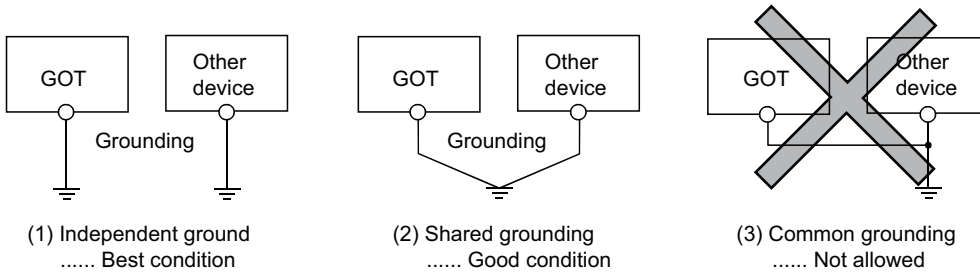 GOT
Other
device
Grounding
(1) Independent ground
...... Best condition
GOT
Other
device
Grounding
(2) Shared grounding
...... Good condition
GOT
Other
device
(3) Common grounding
...... Not allowed